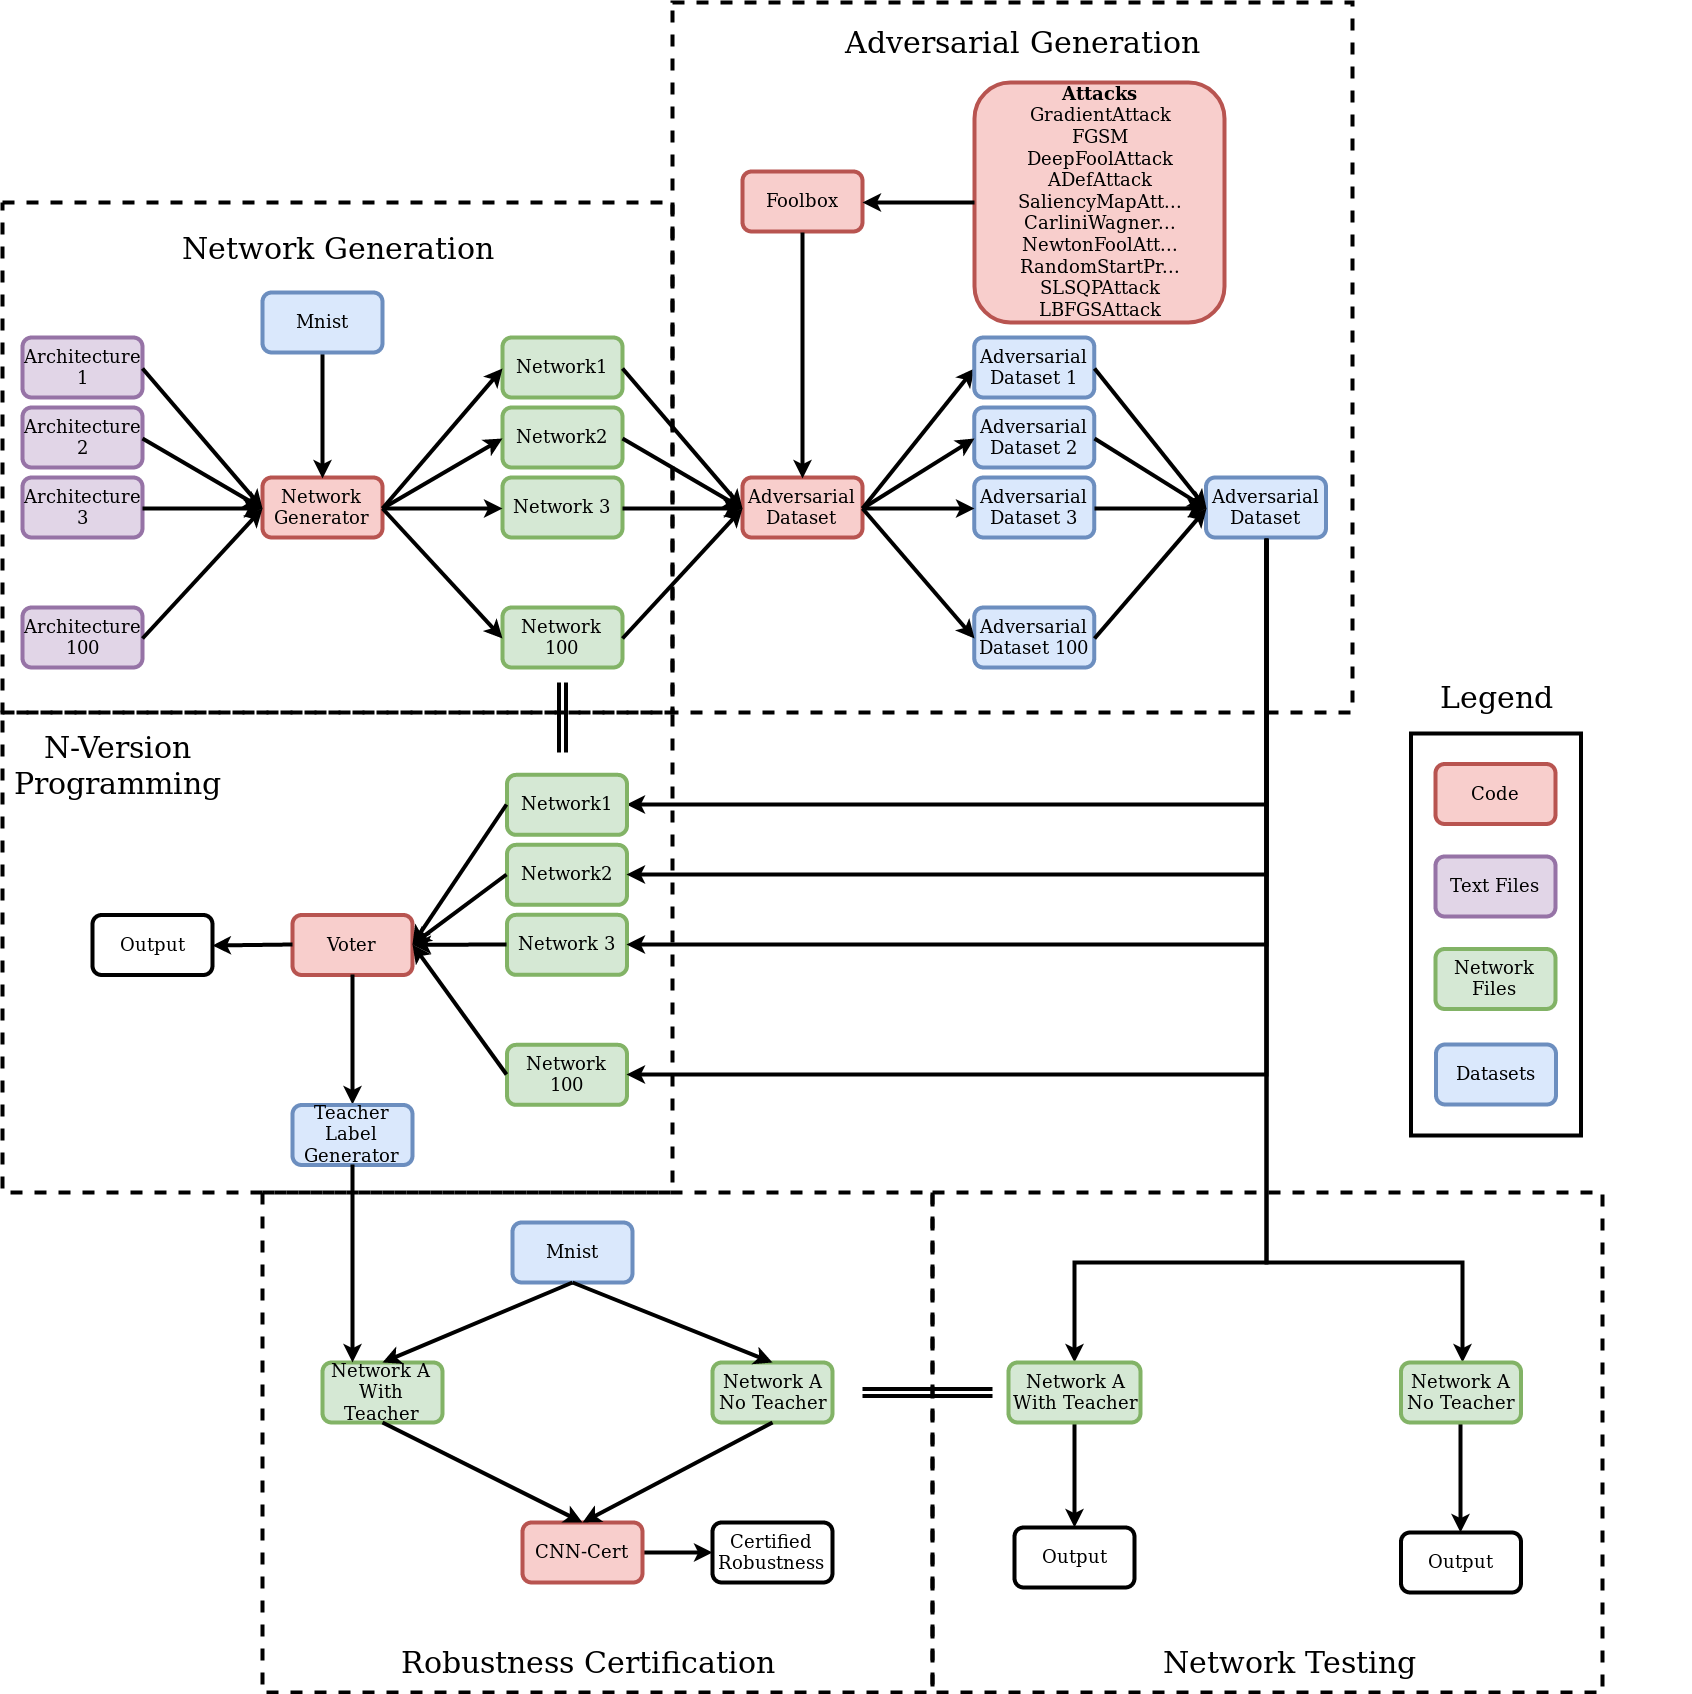 Adversarial Generation
Attacks
GradientAttack
FGSM
DeepFoolAttack
ADefAttack
SaliencyMapAtt...
CarliniWagner...
NewtonFoolAtt...
RandomStartPr...
SLSQPAttack
LBFGSAttack
Foolbox
Network Generation
Mnist
Architecture
1
Architecture
2
Architecture
3
Architecture
100
Network
Generator
Network1
Network2
Network 3
Network
100
Adversarial
Dataset
Adversarial
Dataset 1
Adversarial
Dataset 2
Adversarial
Dataset 3
Adversarial
Dataset 100
Adversarial
Dataset
N-Version
Programming
Network1
Network2
Network 3
Network
100
Voter
Output
Teacher
Label
Generator
Legend
Code
Text Files
Network
Files
Datasets
Mnist
Network A
With
Teacher
Network A
No Teacher
CNN-Cert
Certified
Robustness
Robustness Certification
Network A
With Teacher
Network A
No Teacher
Output
Output
Network Testing